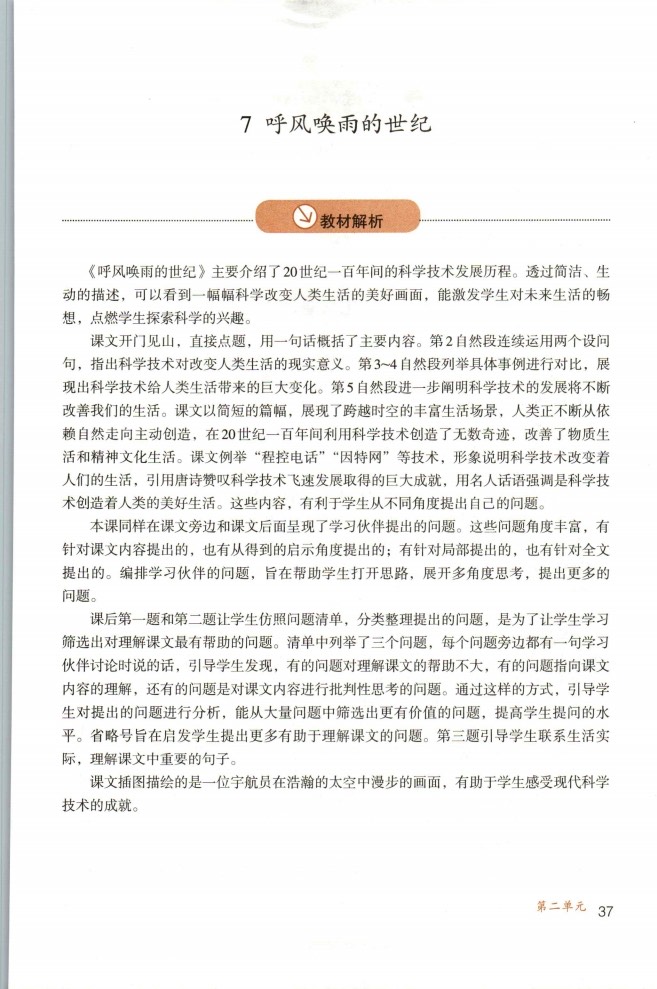 7 呼风唤雨的世纪
教材解析
《呼风唤雨的世纪》主要介绍了20世纪一百年间的科学技术发展历程。透过简洁、生
动的描述，可以看到一幅幅科学改变人类生活的美好画面，能激发学生对未来生活的畅
想，点燃学生探索科学的兴趣。
课文开门见山，直接点题，用一句话概括了主要内容。第2自然段连续运用两个设问
句，指出科学技术对改变人类生活的现实意义。第3~4自然段列举具体事例进行对比，展
现出科学技术给人类生活带来的巨大变化。第5自然段进一步阐明科学技术的发展将不断
改善我们的生活。课文以简短的篇幅，展现了跨越时空的丰富生活场景，人类正不断从依
赖自然走向主动创造，在20世纪一百年间利用科学技术创造了无数奇迹，改善了物质生
活和精神文化生活。课文例举“程控电话”“因特网”等技术，形象说明科学技术改变着
人们的生活，引用唐诗赞叹科学技术飞速发展取得的巨大成就，用名人话语强调是科学技
术创造着人类的美好生活。这些内容，有利于学生从不同角度提出自己的问题。
本课同样在课文旁边和课文后面呈现了学习伙伴提出的问题。这些问题角度丰富，有
针对课文内容提出的，也有从得到的启示角度提出的；有针对局部提出的，也有针对全文
提出的。编排学习伙伴的问题，旨在帮助学生打开思路，展开多角度思考，提出更多的
问题。
课后第一题和第二题让学生仿照问题清单，分类整理提出的问题，是为了让学生学习
筛选出对理解课文最有帮助的问题。清单中列举了三个问题，每个问题旁边都有一句学习
伙伴讨论时说的话，引导学生发现，有的问题对理解课文的帮助不大，有的问题指向课文
内容的理解，还有的问题是对课文内容进行批判性思考的问题。通过这样的方式，引导学
生对提出的问题进行分析，能从大量问题中筛选出更有价值的问题，提高学生提问的水
平。省略号旨在启发学生提出更多有助于理解课文的问题。第三题引导学生联系生活实
际，理解课文中重要的句子。
课文插图描绘的是一位宇航员在浩瀚的太空中漫步的画面，有助于学生感受现代科学
技术的成就。
第二单元 37